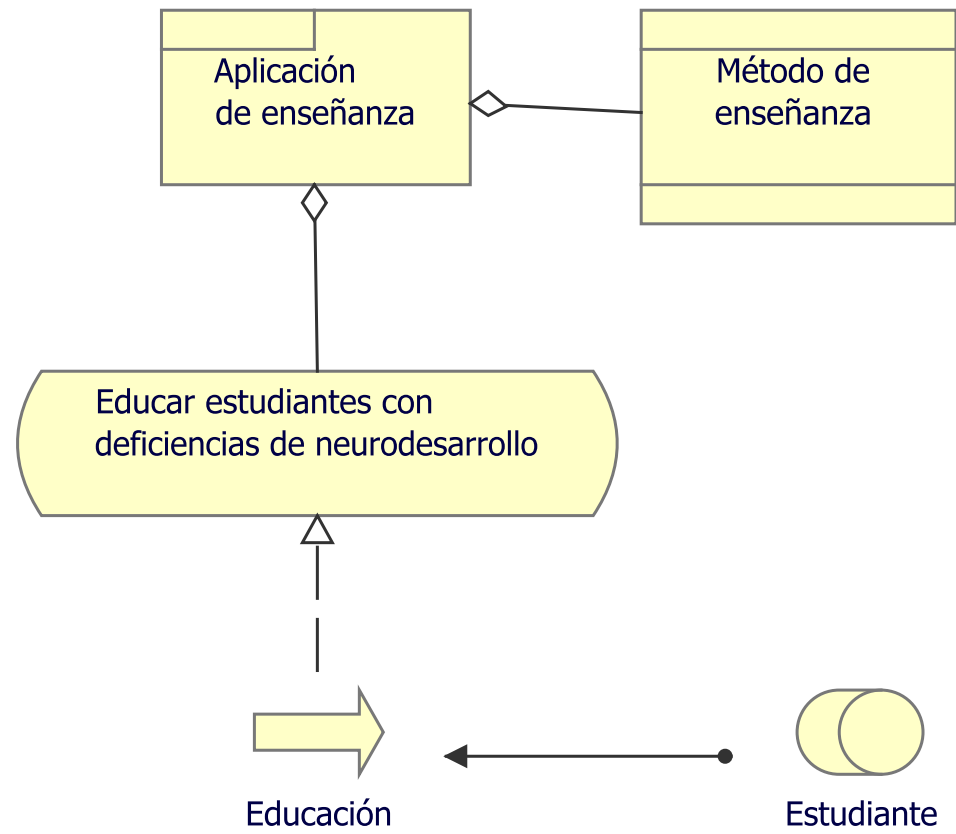 Aplicación
de enseñanza
Método de
enseñanza
Educar estudiantes con
deficiencias de neurodesarrollo
Educación
Estudiante